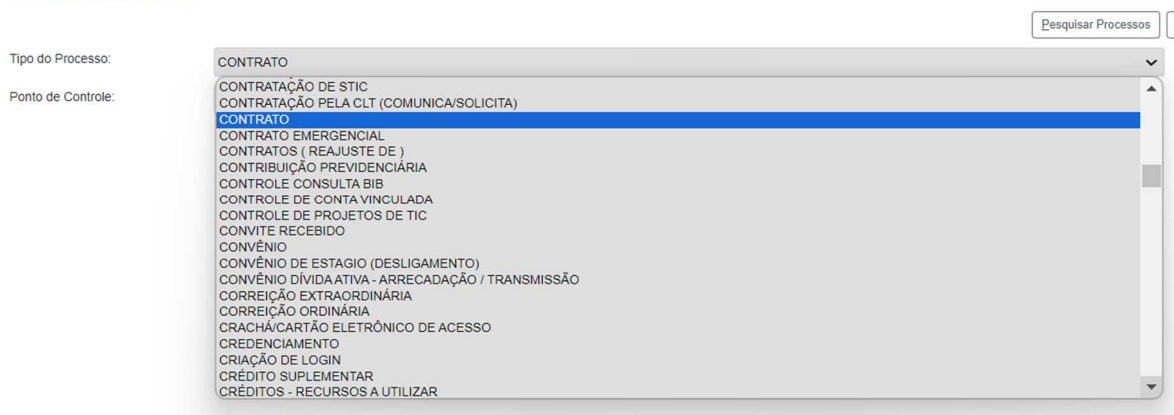 Pesquisar Processos
Tipo do Processo:
CONTRATO
Ponto de Controle:
CONTRATAÇÃO DE STIC
CONTRATAÇÃO PELA CLT (COMUNICA/SOLICITA)
CONTRATO
CONTRATO EMERGENCIAL
CONTRATOS ( REAJUSTE DE )
CONTRIBUIÇÃO PREVIDENCIÁRIA
CONTROLE CONSULTA BIB
CONTROLE DE CONTA VINCULADA
CONTROLE DE PROJETOS DE TIC
CONVITE RECEBIDO
CONVÊNIO
CONVÊNIO DE ESTAGIO (DESLIGAMENTO)
CONVÊNIO DÍVIDA ATIVA - ARRECADAÇÃO / TRANSMISSÃO
CORREIÇÃO EXTRAORDINÁRIA
CORREIÇÃO ORDINÁRIA
CRACHÁ/CARTÃO ELETRÔNICO DE ACESSO
CREDENCIAMENTO
CRIAÇÃO DE LOGIN
CRÉDITO SUPLEMENTAR
CRÉDITOS - RECURSOS A UTILIZAR